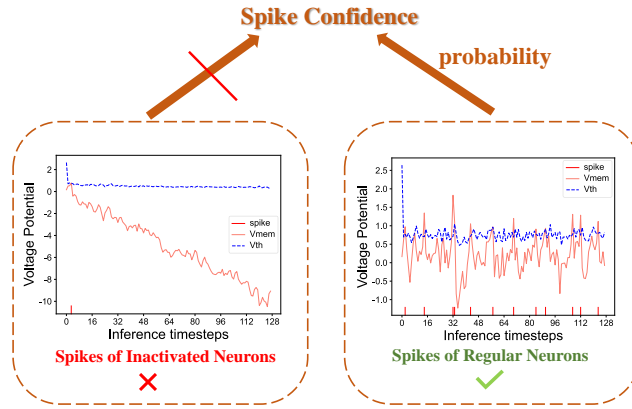 Spike Confidence
probability
2
0
-2
-4
-6
-8
-10
0 16 32 48 64 80 96 112 128
Voltage Potential
Inference timesteps
spike
Vmem
Vth
Spikes of Inactivated Neurons
2.5
2.0
1.5
1.0
0.5
0.0
-0.5
-1.0
0 16 32 48 64 80 96 112 128
Voltage Potential
Inference timesteps
spike
Vmem
Vth
Spikes of Regular Neurons